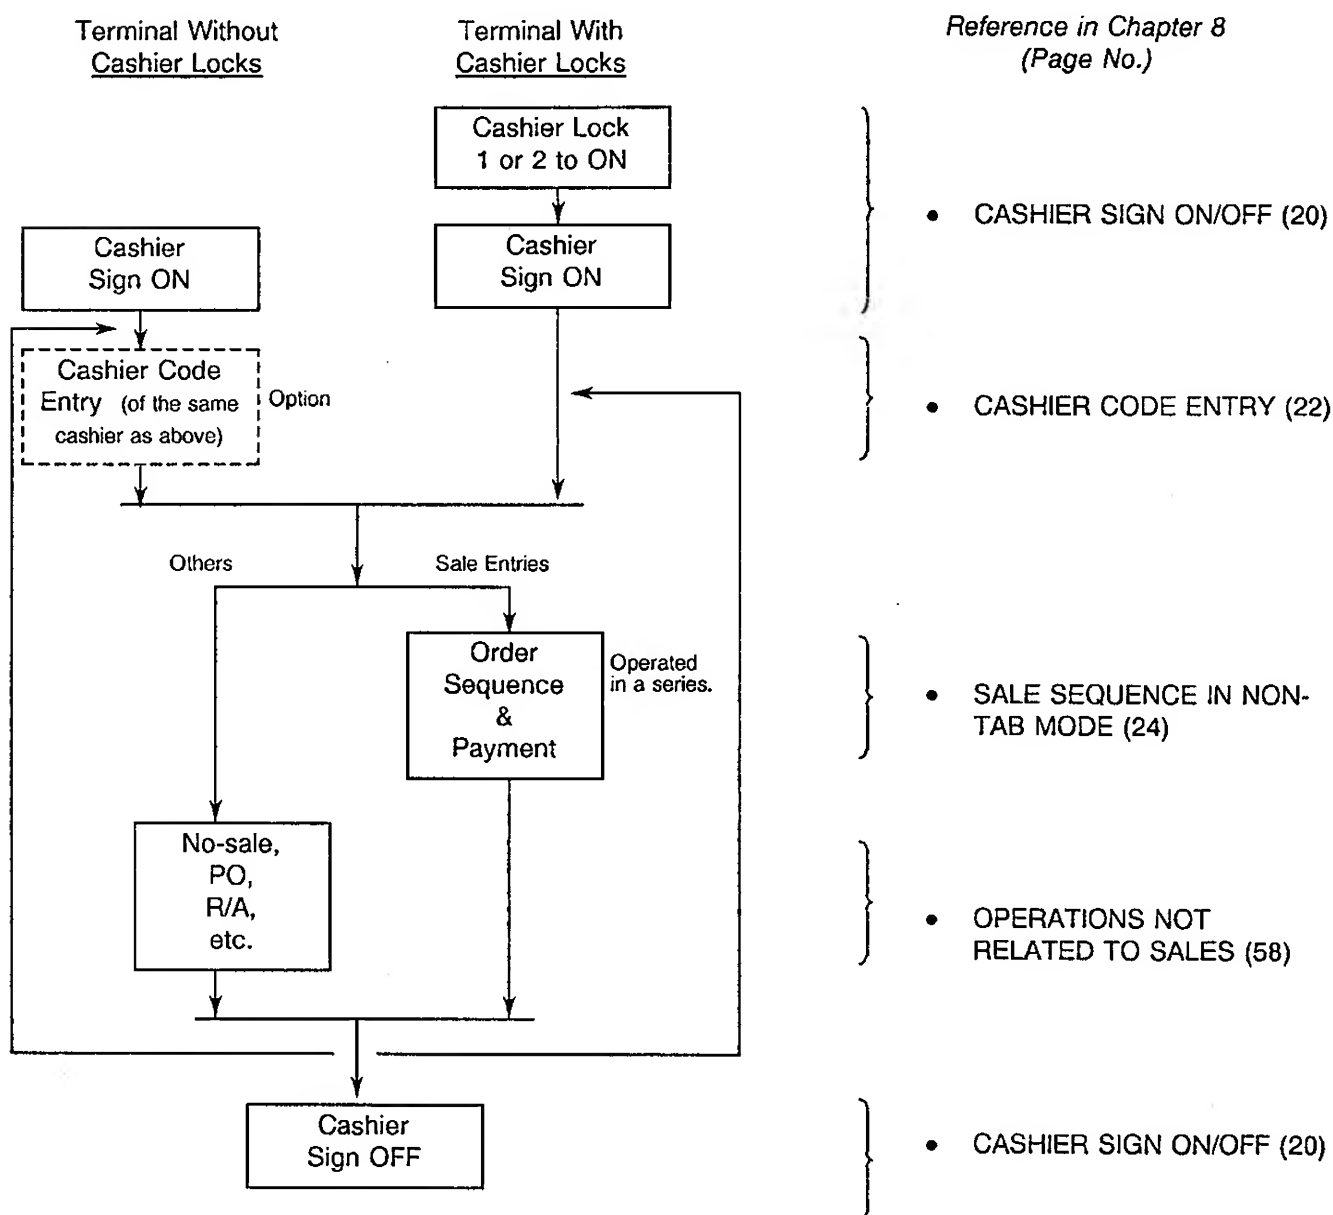 Terminal Without
Cashier Locks
Terminal With
Cashier Locks
Reference in Chapter 8
(Page No.)
Cashier Lock
1 or 2 to ON
Cashier
Sign ON
Cashier
Sign ON
• CASHIER SIGN ON/OFF (20)
Cashier Code
Entry (of the same
cashier as above)
Option
• CASHIER CODE ENTRY (22)
Others
Sale Entries
Order
Sequence
&
Payment
Operated
in a series.
• SALE SEQUENCE IN NON-
TAB MODE (24)
No-sale,
PO,
R/A,
etc.
• OPERATIONS NOT
RELATED TO SALES (58)
Cashier
Sign OFF
• CASHIER SIGN ON/OFF (20)